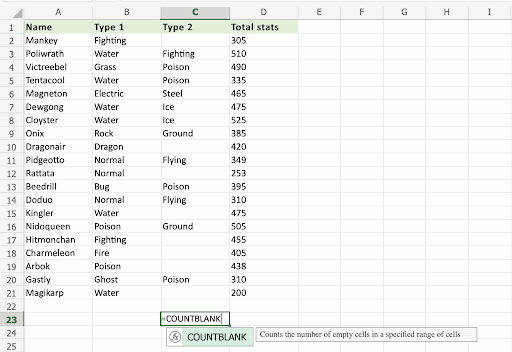 A B C D E F G H I
1 Name Type 1 Type 2 Total stats
2 Mankey Fighting 305
3 Poliwrath Water Fighting 510
4 Victreebel Grass Poison 490
5 Tentacool Water Poison 335
6 Magneton Electric Steel 465
7 Dewgong Water Ice 475
8 Cloyster Water Ice 525
9 Onix Rock Ground 385
10 Dragonair Dragon 420
11 Pidgeotto Normal Flying 349
12 Rattata Normal 253
13 Beedrill Bug Poison 395
14 Doduo Normal Flying 310
15 Kingler Water 475
16 Nidoqueen Poison Ground 505
17 Hitmonchan Fighting 455
18 Charmeleon Fire 405
19 Arbok Poison 438
20 Gastly Ghost Poison 310
21 Magikarp Water 200
22
23 =COUNTBLANK
24 fx COUNTBLANK Counts the number of empty cells in a specified range of cells
25